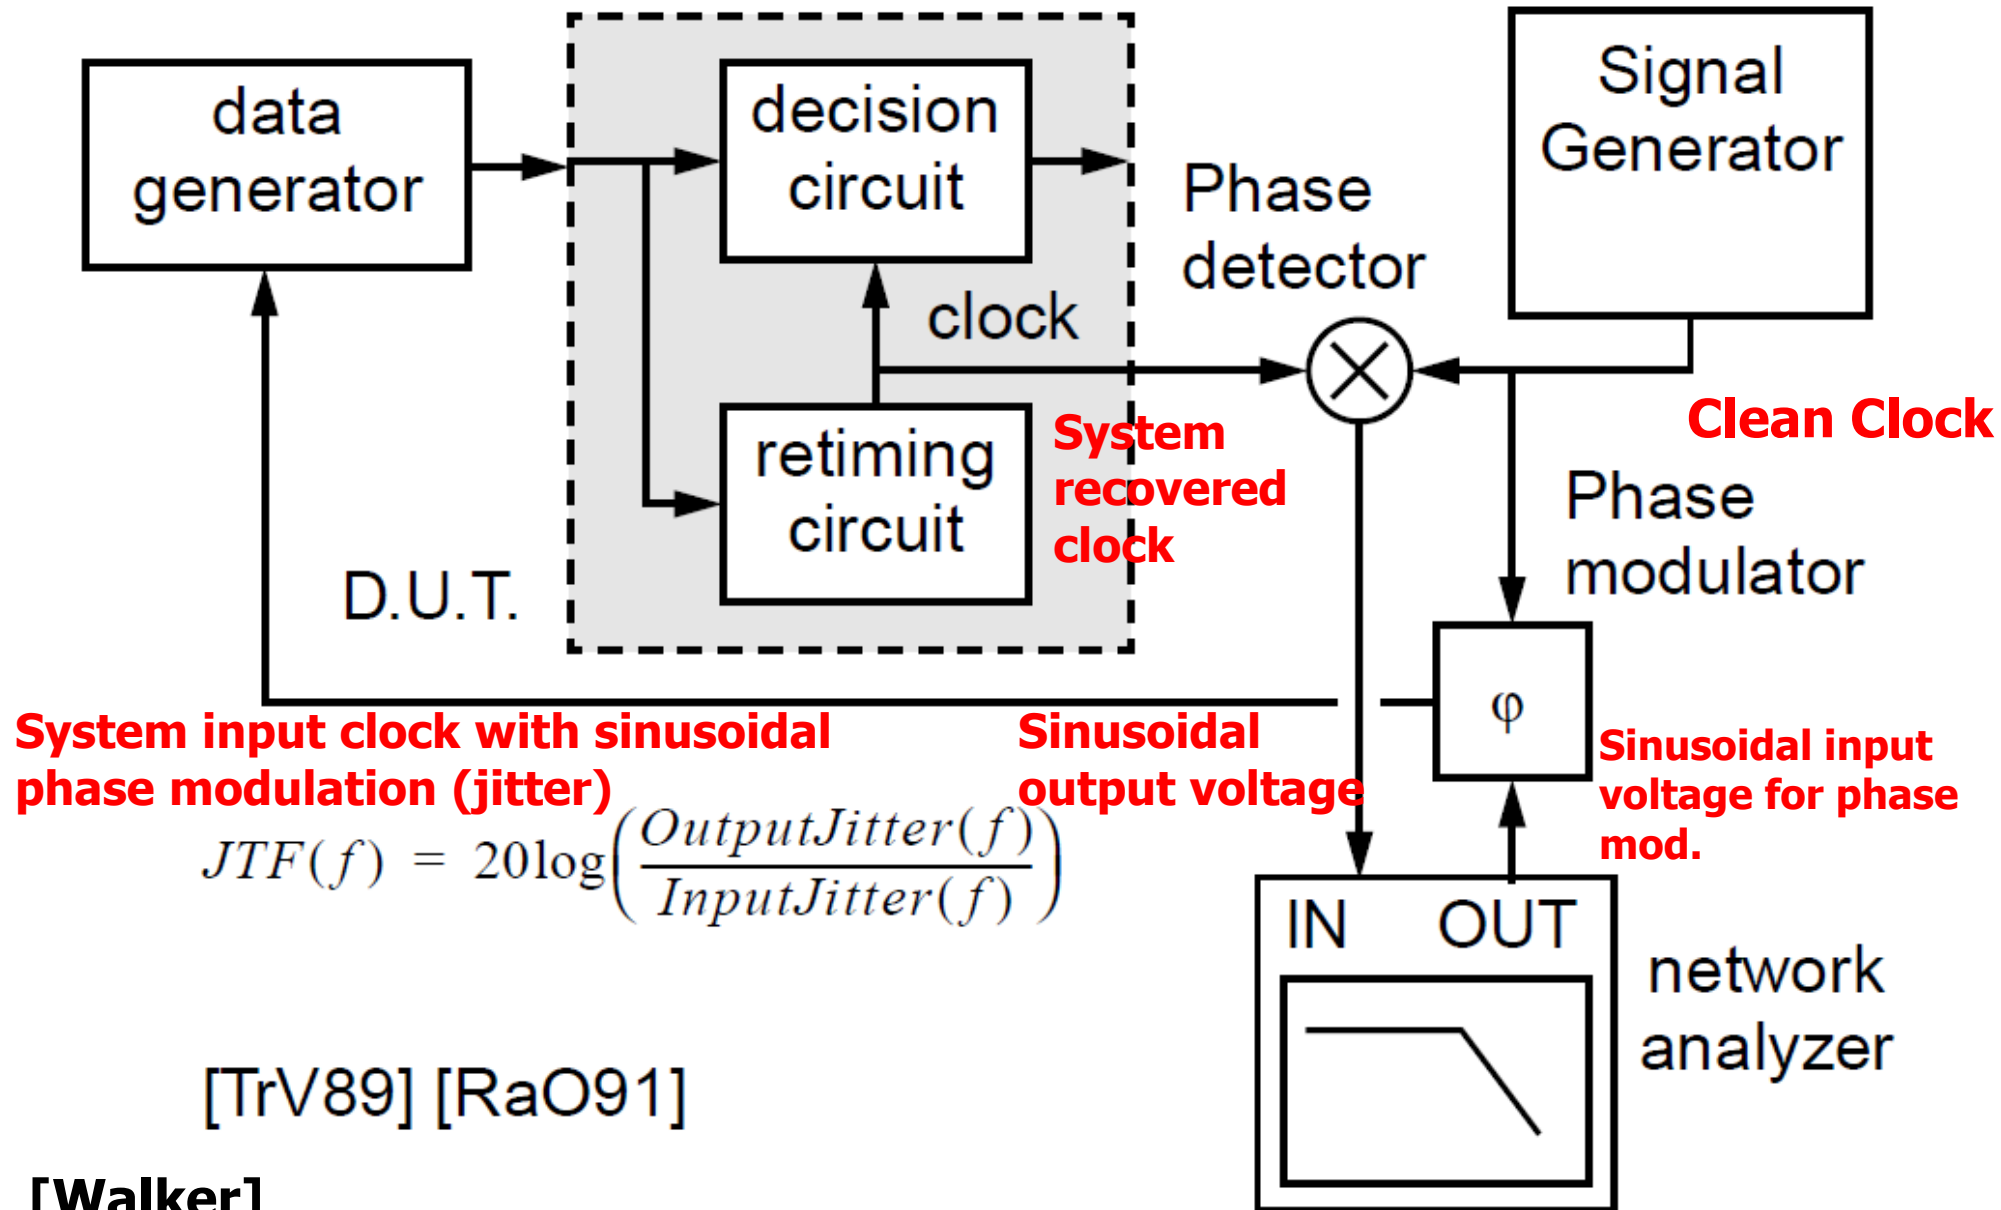 data
generator
decision
circuit
Signal
Generator
Phase
detector
clock
retiming
circuit
System
recovered
clock
Clean Clock
Phase
modulator
D.U.T.
φ
System input clock with sinusoidal
phase modulation (jitter)
Sinusoidal
output voltage
Sinusoidal input
voltage for phase
mod.
JTF(f) = 20log(OutputJitter(f)/InputJitter(f))
IN OUT
network
analyzer
[TrV89] [RaO91]
[Walker]